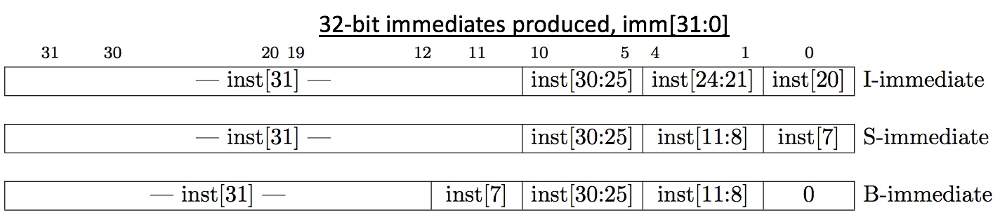 32-bit immediates produced, imm[31:0]
31 30 20 19 12 11 10 5 4 1 0
— inst[31] — inst[30:25] inst[24:21] inst[20] I-immediate
— inst[31] — inst[30:25] inst[11:8] inst[7] S-immediate
— inst[31] — inst[7] inst[30:25] inst[11:8] 0 B-immediate